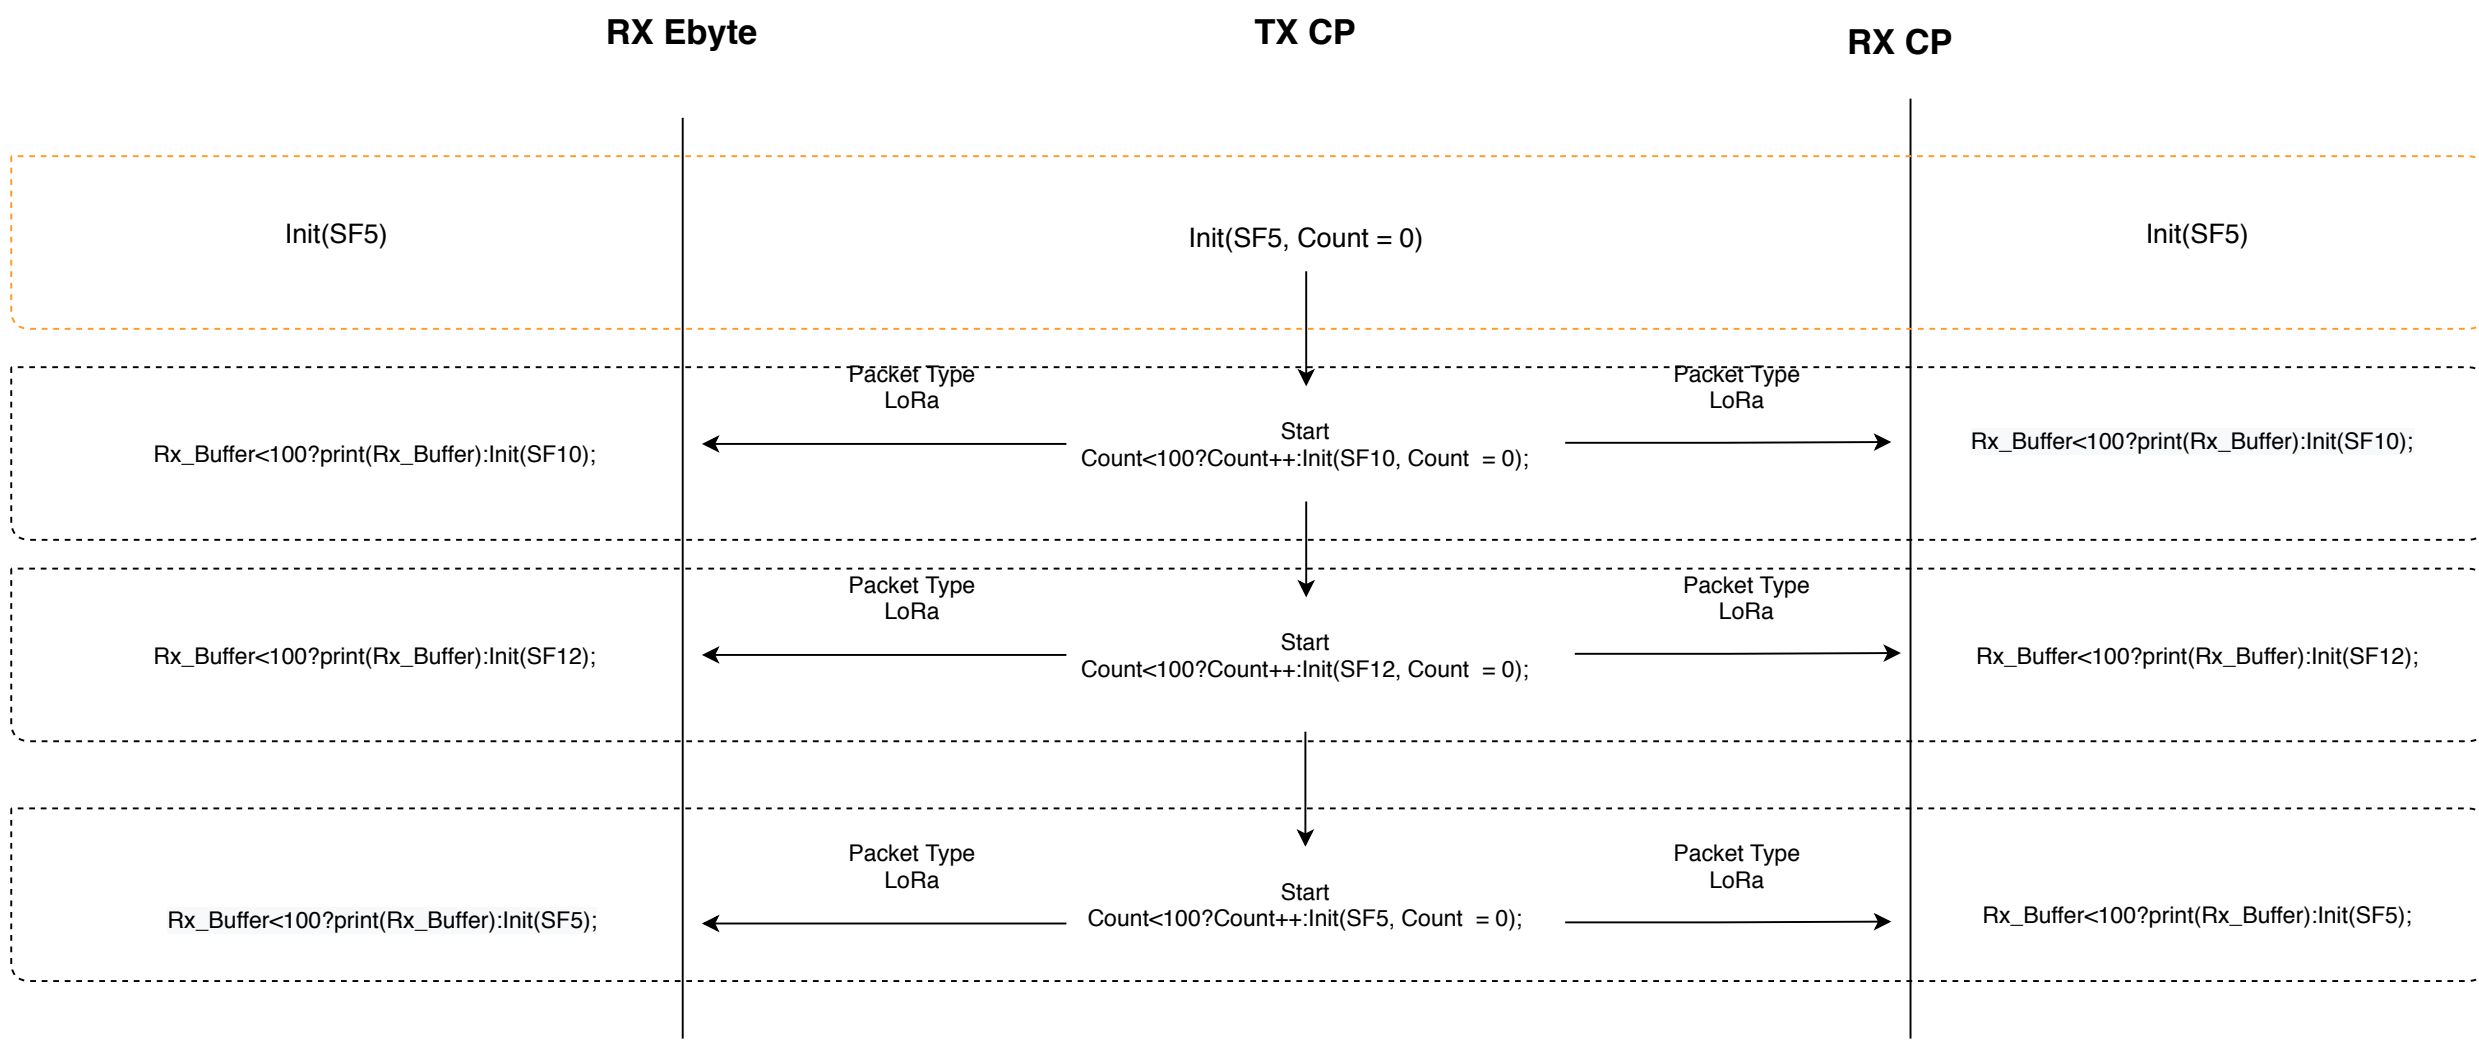 RX Ebyte
TX CP
RX CP
Init(SF5)
Init(SF5, Count = 0)
Init(SF5)
Packet Type
LoRa
Packet Type
LoRa
Rx_Buffer<100?print(Rx_Buffer):Init(SF10);
Start
Count<100?Count++:Init(SF10, Count  = 0);
Rx_Buffer<100?print(Rx_Buffer):Init(SF10);
Packet Type
LoRa
Packet Type
LoRa
Rx_Buffer<100?print(Rx_Buffer):Init(SF12);
Start
Count<100?Count++:Init(SF12, Count  = 0);
Rx_Buffer<100?print(Rx_Buffer):Init(SF12);
Packet Type
LoRa
Packet Type
LoRa
Rx_Buffer<100?print(Rx_Buffer):Init(SF5);
Start
Count<100?Count++:Init(SF5, Count  = 0);
Rx_Buffer<100?print(Rx_Buffer):Init(SF5);